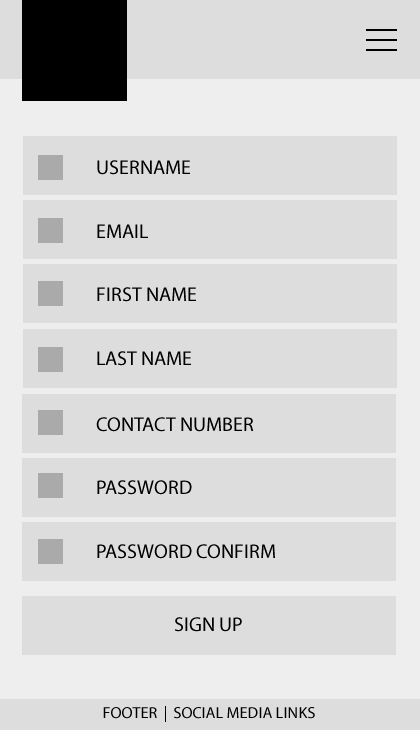 USERNAME
EMAIL
FIRST NAME
LAST NAME
CONTACT NUMBER
PASSWORD
PASSWORD CONFIRM
SIGN UP
FOOTER | SOCIAL MEDIA LINKS